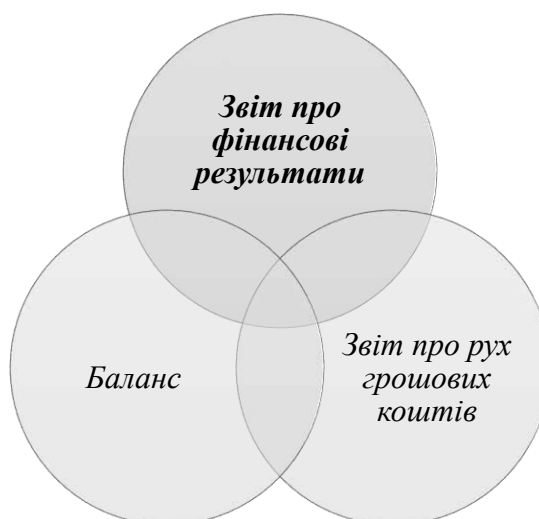 Звіт про
фінансові
результати
Баланс
Звіт про рух
грошових
коштів